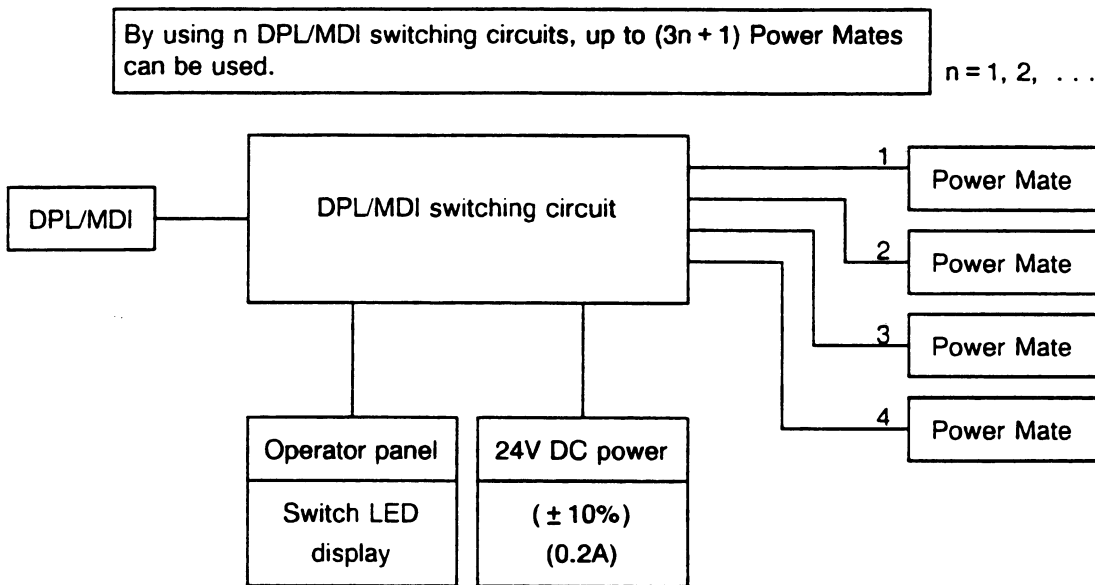 By using n DPL/MDI switching circuits, up to (3n + 1) Power Mates
can be used.
n = 1, 2, . . .
DPL/MDI
DPL/MDI switching circuit
1
Power Mate
2
Power Mate
3
Power Mate
4
Power Mate
Operator panel
Switch LED
display
24V DC power
( ± 10%)
(0.2A)